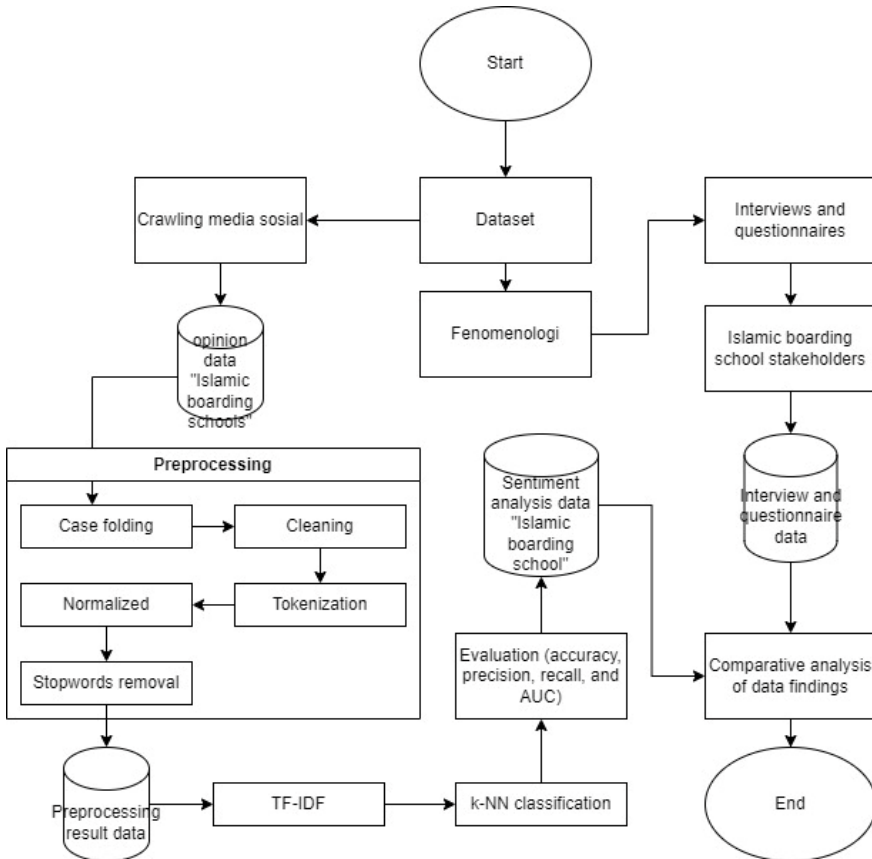 Start
Crawling media sosial
Dataset
Interviews and
questionnaires
Fenomenologi
Islamic boarding
school stakeholders
opinion
data
"Islamic
boarding
schools"
Preprocessing
Case folding
Cleaning
Normalized
Tokenization
Stopwords removal
Sentiment
analysis data
"Islamic
boarding
school"
Interview and
questionnaire
data
Evaluation (accuracy,
precision, recall, and
AUC)
Comparative analysis
of data findings
Preprocessing
result data
TF-IDF
k-NN classification
End